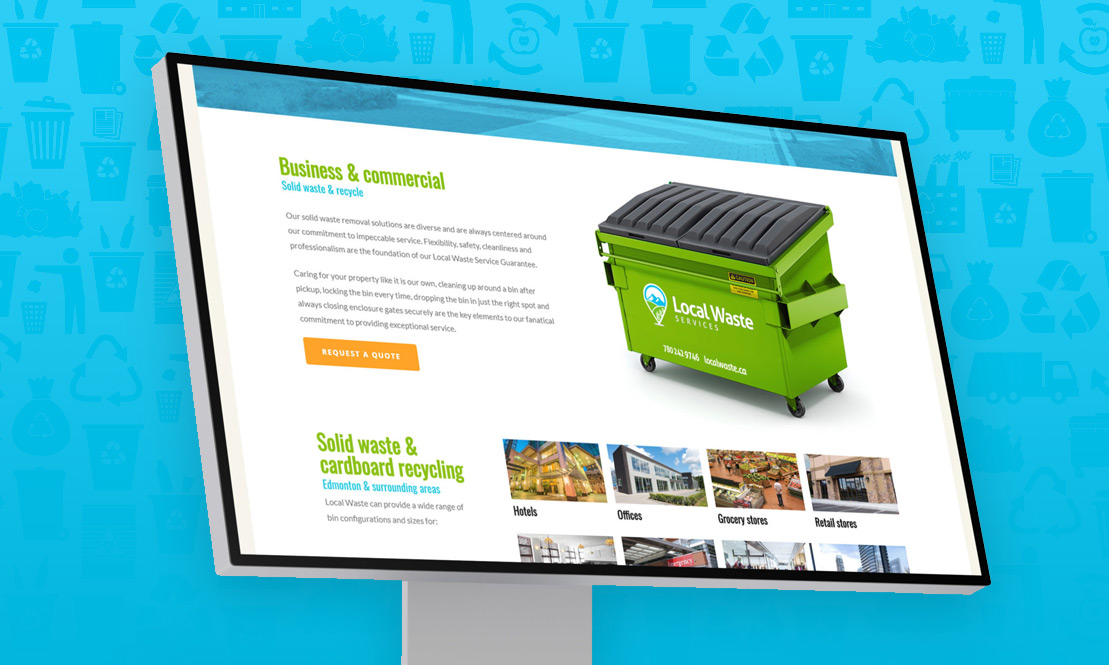 Business & commercial
Solid waste & recycle
Our solid waste removal solutions are diverse and are always centered around
our commitment to impeccable service. Flexibility, safety, cleanliness and
professionalism are the foundation of our Local Waste Service Guarantee.
Caring for your property like it is our own, cleaning up around a bin after
pickup, locking the bin every time, dropping the bin in just the right spot and
always closing enclosure gates securely are the key elements to our fanatical
commitment to providing exceptional service.
REQUEST A QUOTE
CAUTION
Local Waste
SERVICES
780 242 9746 localwaste.ca
Solid waste &
cardboard recycling
Edmonton & surrounding areas
Local Waste can provide a wide range of
bin configurations and sizes for:
Hotels
Offices
Grocery stores
Retail stores